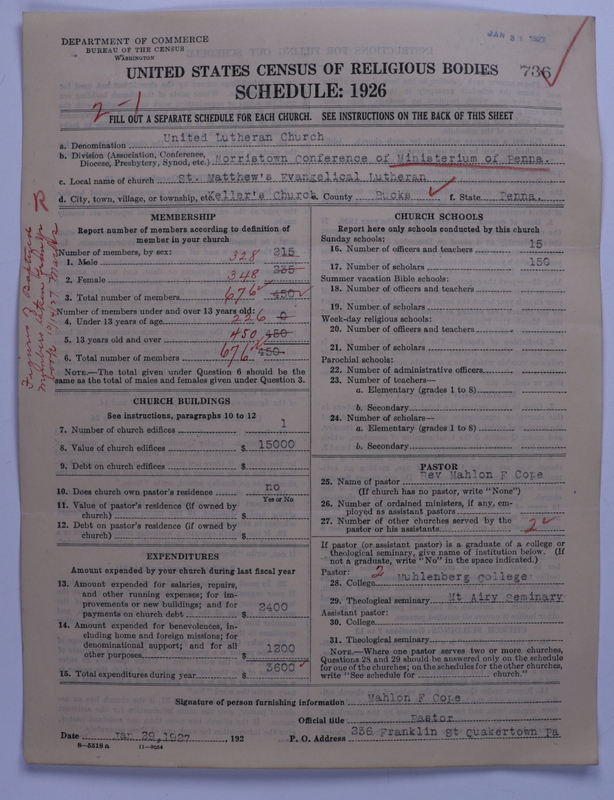 DEPARTMENT OF COMMERCE
BUREAU OF THE CENSUS
WASHINGTON
JAN 31 1927
UNITED STATES CENSUS OF RELIGIOUS BODIES
736
SCHEDULE: 1926
2-1
FILL OUT A SEPARATE SCHEDULE FOR EACH CHURCH. SEE INSTRUCTIONS ON THE BACK OF THIS SHEET
a. Denomination United Lutheran Church
b. Division (Association, Conference, Diocese, Presbytery, Synod, etc.) Norristown Conference of Ministerium of Penna.
c. Local name of church St. Matthew's Evangelical Lutheran
d. City, town, village, or township, etc. Keller's Church e. County Bucks f. State Penna.
MEMBERSHIP
Report number of members according to definition of
member in your church
Number of members, by sex:
1. Male 328 215
2. Female 348 235
3. Total number of members 676 450
Number of members under and over 13 years old:
4. Under 13 years of age 226 0
5. 13 years old and over 450 450
6. Total number of members 676 450
NOTE.—The total given under Question 6 should be the
same as the total of males and females given under Question 3.
CHURCH BUILDINGS
See instructions, paragraphs 10 to 12
7. Number of church edifices 1
8. Value of church edifices $ 15000
9. Debt on church edifices $
10. Does church own pastor's residence no
Yes or No
11. Value of pastor's residence (if owned by
church) $
12. Debt on pastor's residence (if owned by
church) $
EXPENDITURES
Amount expended by your church during last fiscal year
13. Amount expended for salaries, repairs,
and other running expenses; for im-
provements or new buildings; and for
payments on church debt $ 2400
14. Amount expended for benevolences, in-
cluding home and foreign missions; for
denominational support; and for all
other purposes $ 1200
15. Total expenditures during year $ 3600
CHURCH SCHOOLS
Report here only schools conducted by this church
Sunday schools:
16. Number of officers and teachers 15
17. Number of scholars 150
Summer vacation Bible schools:
18. Number of officers and teachers
19. Number of scholars
Week-day religious schools:
20. Number of officers and teachers
21. Number of scholars
Parochial schools:
22. Number of administrative officers
23. Number of teachers—
a. Elementary (grades 1 to 8)
b. Secondary
24. Number of scholars—
a. Elementary (grades 1 to 8)
b. Secondary
PASTOR
25. Name of pastor Rev Mahlon F Cope
(If church has no pastor, write "None")
26. Number of ordained ministers, if any, em-
ployed as assistant pastors
27. Number of other churches served by the
pastor or his assistants 2
If pastor (or assistant pastor) is a graduate of a college or
theological seminary, give name of institution below. (If
not a graduate, write "No" in the space indicated.)
Pastor: 2
28. College Muhlenberg College
29. Theological seminary Mt Airy Seminary
Assistant pastor:
30. College
31. Theological seminary
NOTE.—Where one pastor serves two or more churches,
Questions 28 and 29 should be answered only on the schedule
for one of the churches; on the schedules for the other churches,
write "See schedule for church."
Signature of person furnishing information Mahlon F Cope
Official title Pastor
Date Jan 29, 1927, 192
P. O. Address 236 Franklin St Quakertown Pa
8—5518a 11—9054